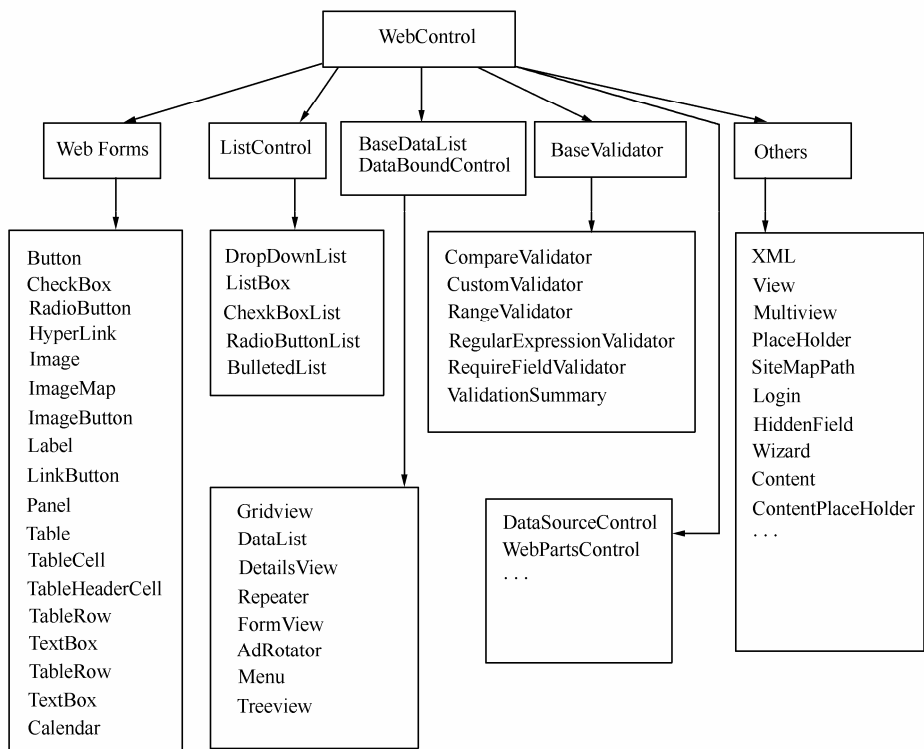 WebControl
Web Forms
ListControl
BaseDataList
DataBoundControl
BaseValidator
Others
Button
CheckBox
RadioButton
HyperLink
Image
ImageMap
ImageButton
Label
LinkButton
Panel
Table
TableCell
TableHeaderCell
TableRow
TextBox
TableRow
TextBox
Calendar
DropDownList
ListBox
ChexkBoxList
RadioButtonList
BulletedList
Gridview
DataList
DetailsView
Repeater
FormView
AdRotator
Menu
Treeview
CompareValidator
CustomValidator
RangeValidator
RegularExpressionValidator
RequireFieldValidator
ValidationSummary
DataSourceControl
WebPartsControl
. . .
XML
View
Multiview
PlaceHolder
SiteMapPath
Login
HiddenField
Wizard
Content
ContentPlaceHolder
. . .